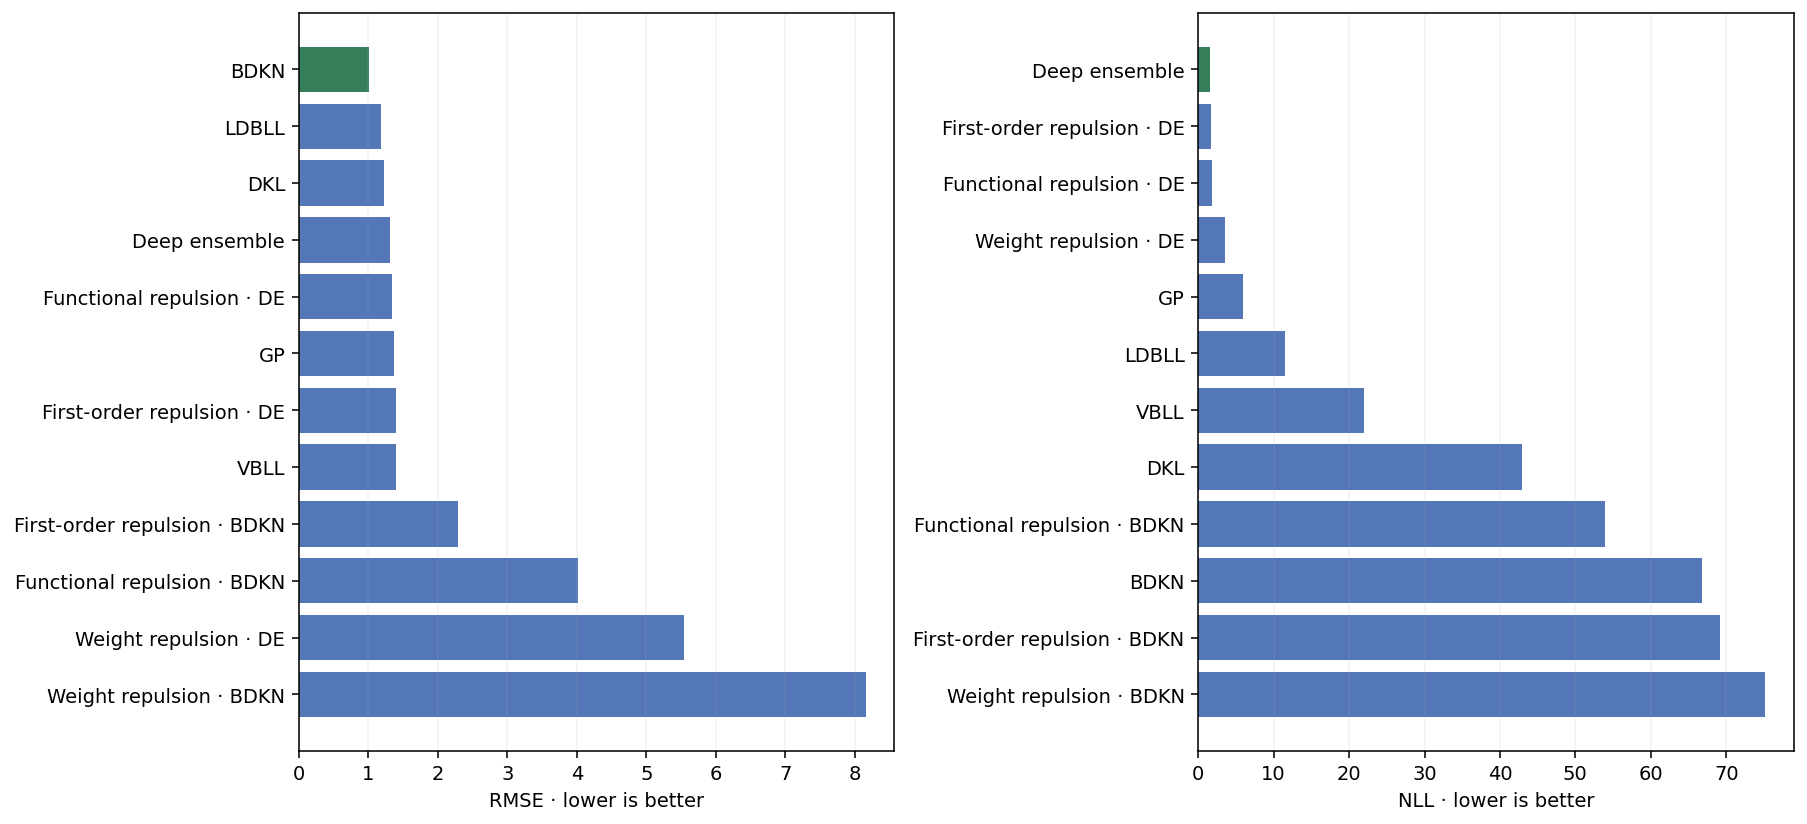 BDKN
LDBLL
DKL
Deep ensemble
Functional repulsion · DE
GP
First-order repulsion · DE
VBLL
First-order repulsion · BDKN
Functional repulsion · BDKN
Weight repulsion · DE
Weight repulsion · BDKN
0 1 2 3 4 5 6 7 8
RMSE · lower is better
Deep ensemble
First-order repulsion · DE
Functional repulsion · DE
Weight repulsion · DE
GP
LDBLL
VBLL
DKL
Functional repulsion · BDKN
BDKN
First-order repulsion · BDKN
Weight repulsion · BDKN
0 10 20 30 40 50 60 70
NLL · lower is better